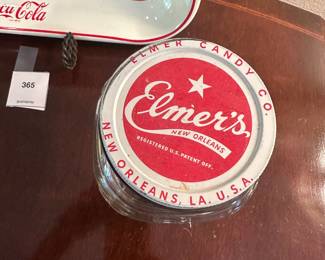 Coca-Cola
365
ELMER CANDY CO.
Elmer's
NEW ORLEANS
REGISTERED U.S. PATENT OFF.
NEW ORLEANS, LA. U.S.A.